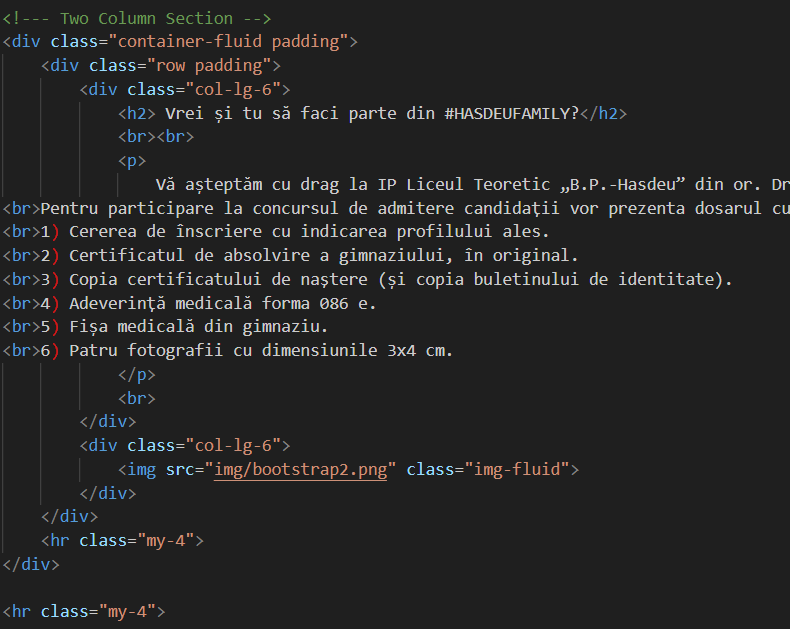 <!--- Two Column Section -->
<div class="container-fluid padding">
<div class="row padding">
<div class="col-lg-6">
<h2> Vrei și tu să faci parte din #HASDEUFAMILY?</h2>
<br><br>
<p>
Vă așteptăm cu drag la IP Liceul Teoretic „B.P.-Hasdeu” din or. Dr
<br>Pentru participare la concursul de admitere candidaţii vor prezenta dosarul cu
<br>1) Cererea de înscriere cu indicarea profilului ales.
<br>2) Certificatul de absolvire a gimnaziului, în original.
<br>3) Copia certificatului de naştere (și copia buletinului de identitate).
<br>4) Adeverință medicală forma 086 e.
<br>5) Fișa medicală din gimnaziu.
<br>6) Patru fotografii cu dimensiunile 3x4 cm.
</p>
<br>
</div>
<div class="col-lg-6">
<img src="img/bootstrap2.png" class="img-fluid">
</div>
</div>
<hr class="my-4">
</div>
<hr class="my-4">